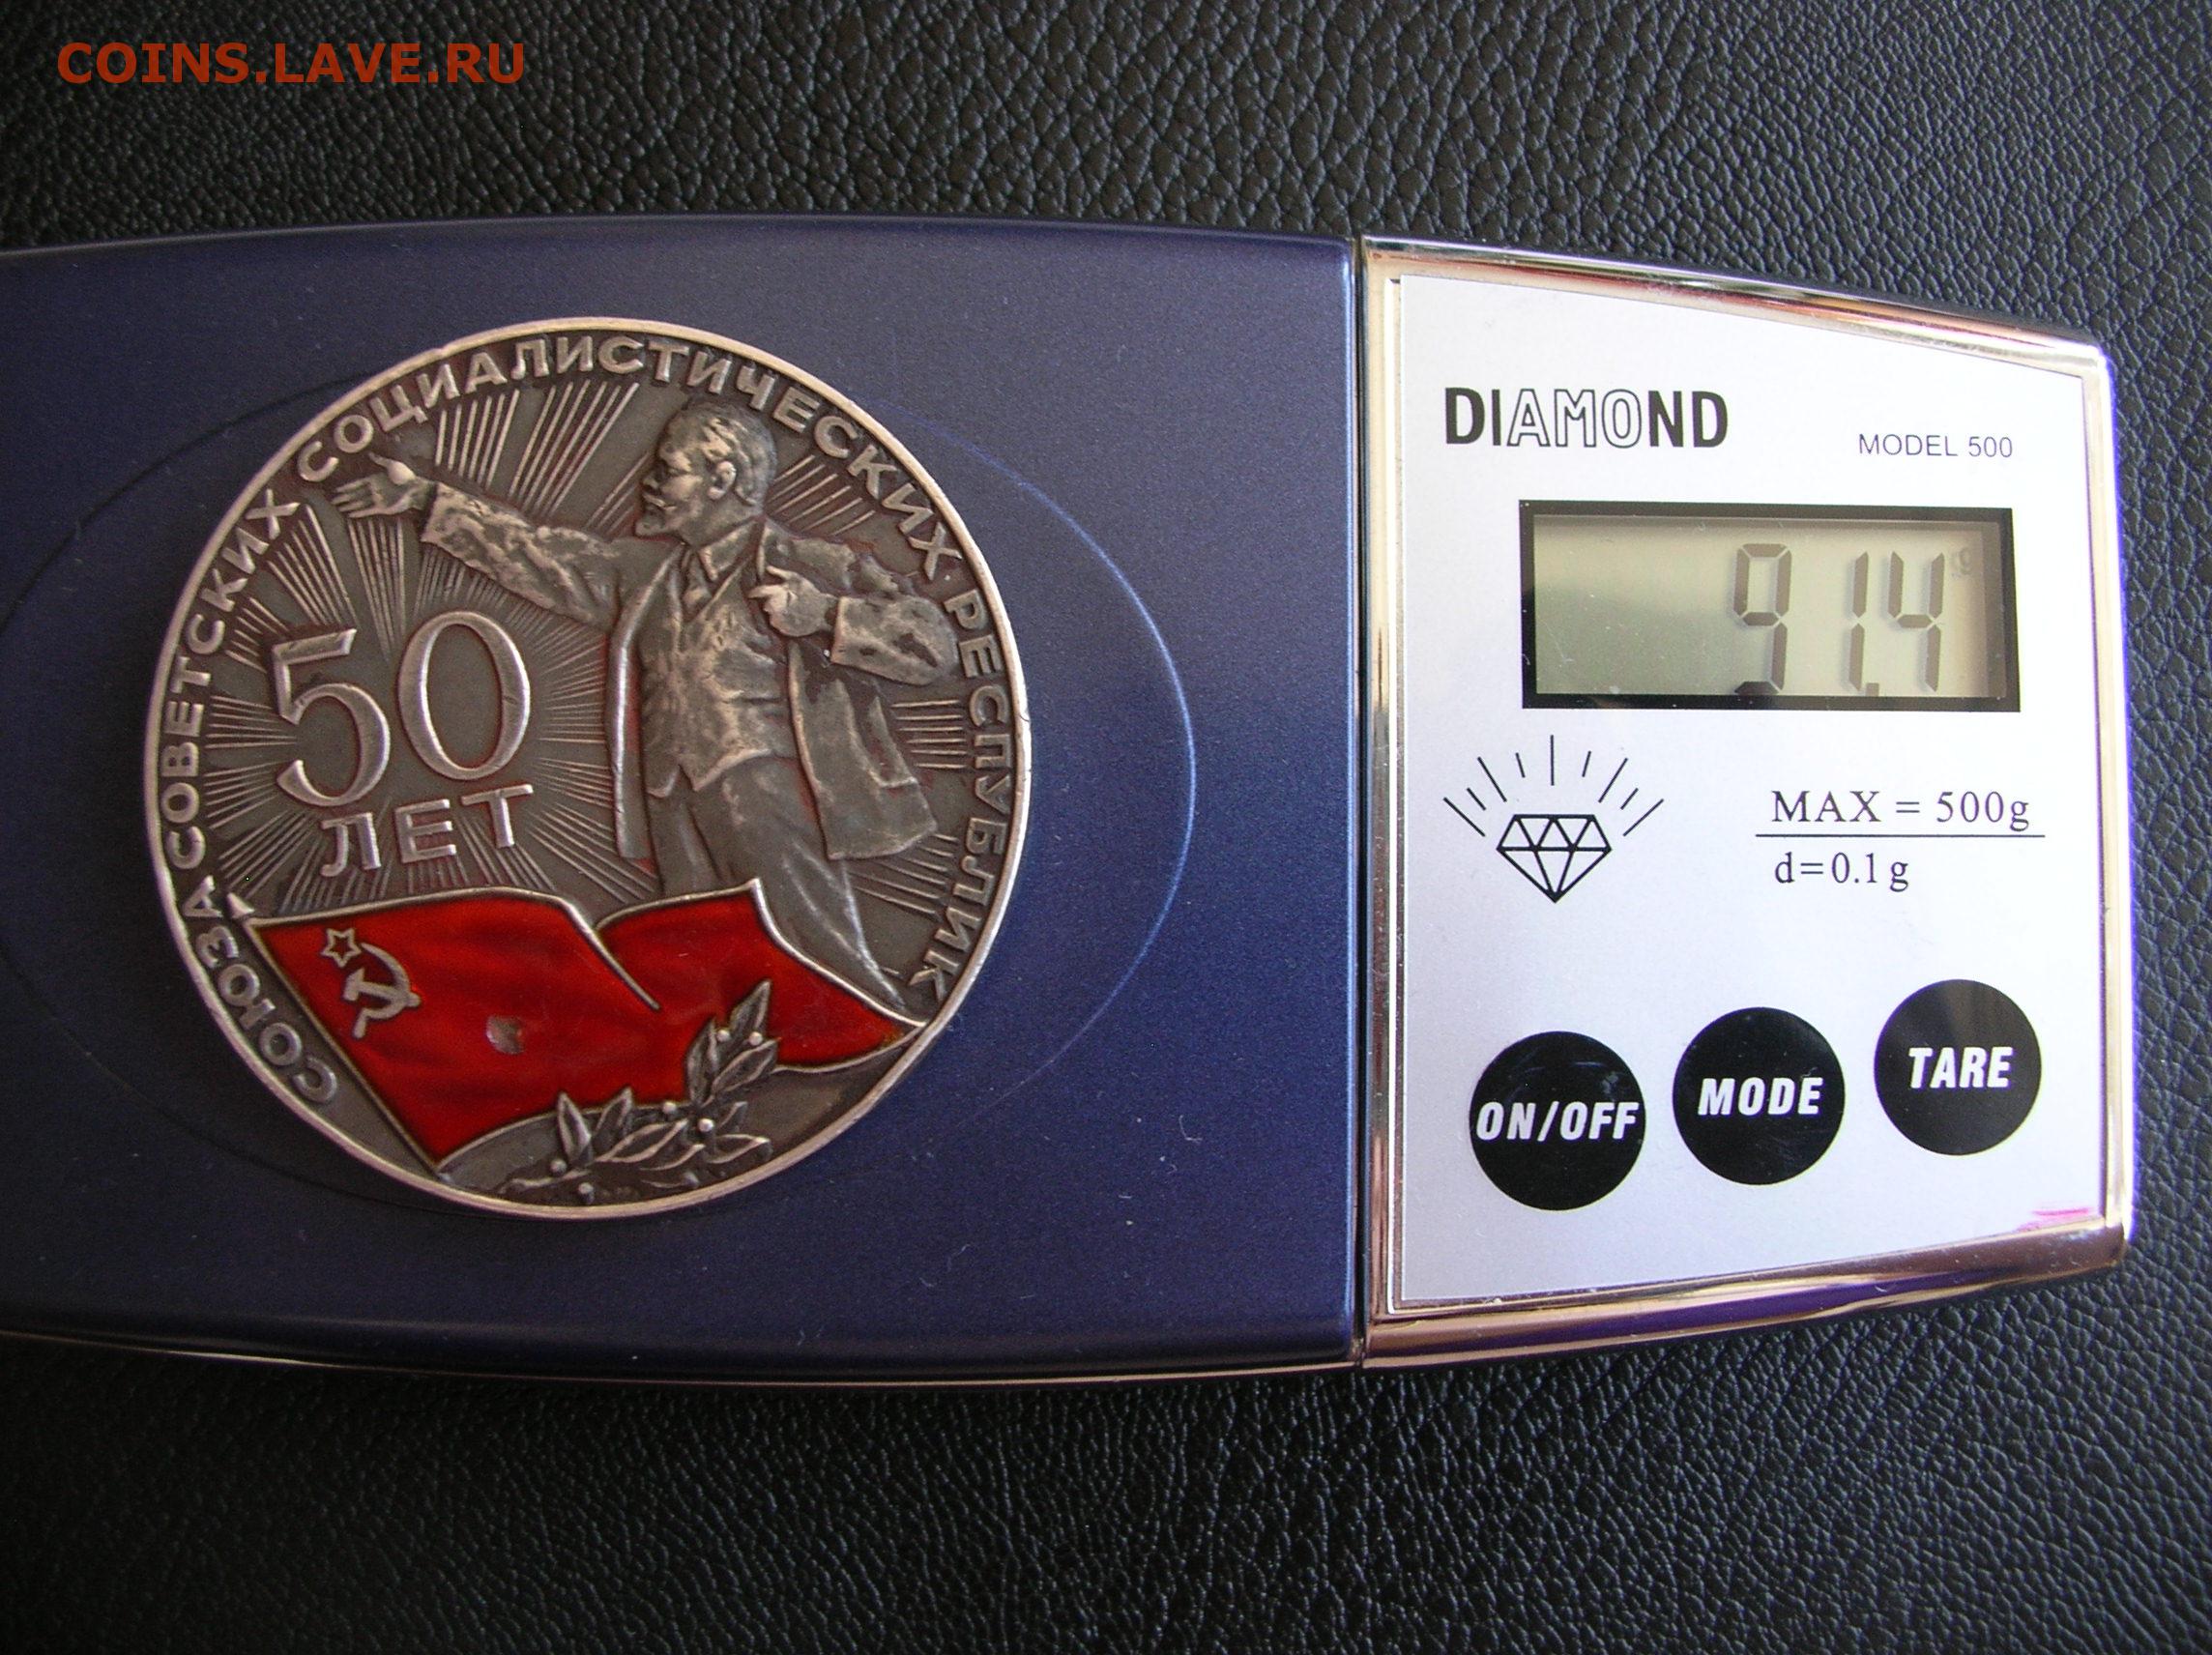 COINS.LAVE.RU
СОЮЗА СОВЕТСКИХ СОЦИАЛИСТИЧЕСКИХ РЕСПУБЛИК
50
ЛЕТ
DIAMOND
MODEL 500
91.4 g
MAX = 500g
d=0.1 g
ON/OFF
MODE
TARE